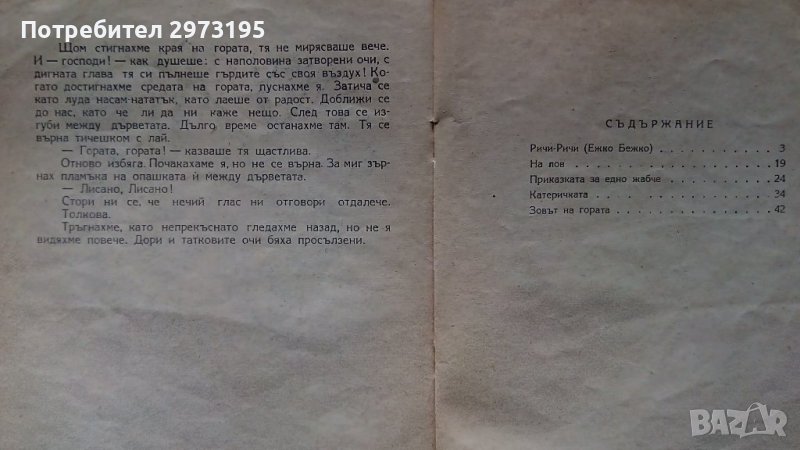 Потребител 2973195
Щом стигнахме края на гората, тя не мирясваше вече.
И — господи! — как душеше: с наполовина затворени очи, с
дигната глава тя си пълнеше гърдите със своя въздух! Ко-
гато достигнахме средата на гората, пуснахме я. Затича се
като луда насам-нататък, като лаеше от радост. Доближи се
до нас, като че ли да ни каже нещо. След това се из-
губи между дърветата. Дълго време останахме там. Тя се
върна тичешком с лай.
— Гората, гората! — казваше тя щастлива.
Отново избяга. Почакахме я, но не се върна. За миг зър-
нах пламъка на опашката ѝ между дърветата.
— Лисано, Лисано!
Стори ни се, че нечий глас ни отговори отдалече.
Толкова.
Тръгнахме, като непрекъснато гледахме назад, но не я
видяхме повече. Дори и татковите очи бяха просълзени.
СЪДЪРЖАНИЕ
Ричи-Ричи (Ежко Бежко) . . . . . . . . . . 3
На лов . . . . . . . . . . . . . . . . . . 19
Приказката за едно жабче . . . . . . . . . 24
Катеричката . . . . . . . . . . . . . . . 34
Зовът на гората . . . . . . . . . . . . . 42
BAZAR